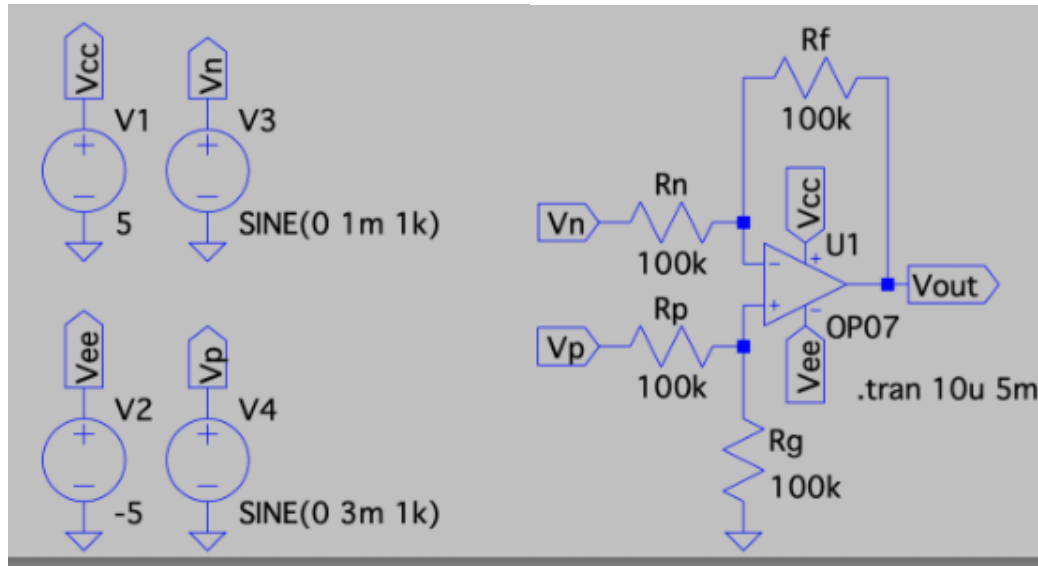 Vcc
Vn
V1
V3
5
SINE(0 1m 1k)
Vee
Vp
V2
V4
-5
SINE(0 3m 1k)
Rf
100k
Rn
Vn
100k
Vcc
U1
Vout
Rp
OP07
Vp
100k
Vee
.tran 10u 5m
Rg
100k